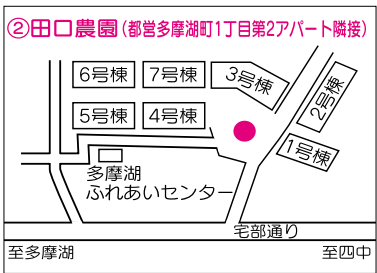 ②田口農園(都営多摩湖町1丁目第2アパート隣接)
6号棟
7号棟
3号棟
2号棟
5号棟
4号棟
1号棟
多摩湖
ふれあいセンター
宅部通り
至多摩湖
至四中